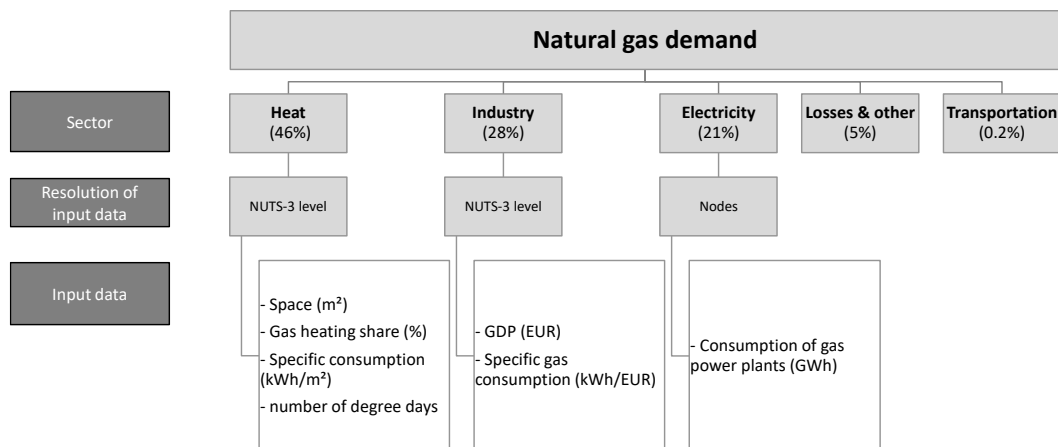 Natural gas demand
Sector
Heat
(46%)
Industry
(28%)
Electricity
(21%)
Losses & other
(5%)
Transportation
(0.2%)
Resolution of
input data
NUTS-3 level
NUTS-3 level
Nodes
Input data
- Space (m²)
- Gas heating share (%)
- Specific consumption
(kWh/m²)
- number of degree days
- GDP (EUR)
- Specific gas
consumption (kWh/EUR)
- Consumption of gas
power plants (GWh)